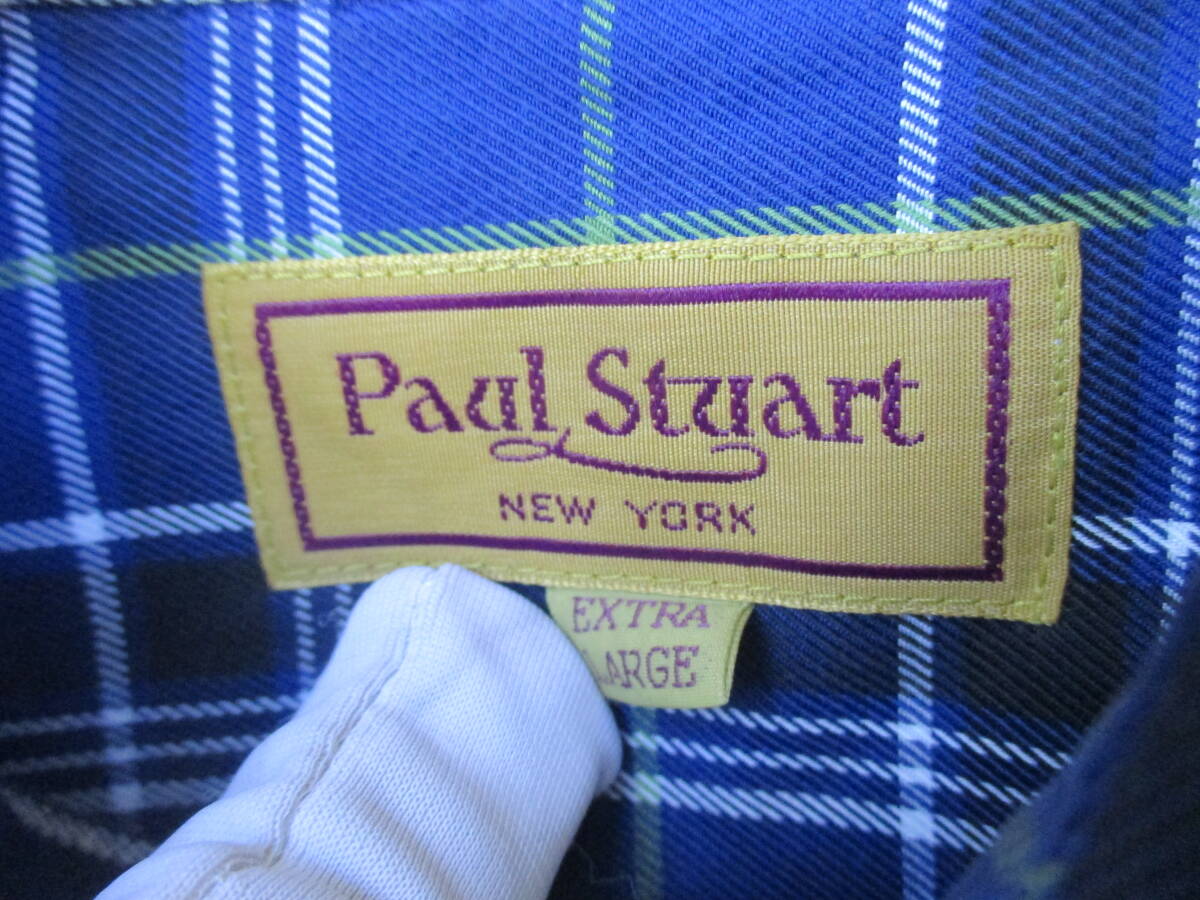 Paul Stuart
NEW YORK
EXTRA
LARGE